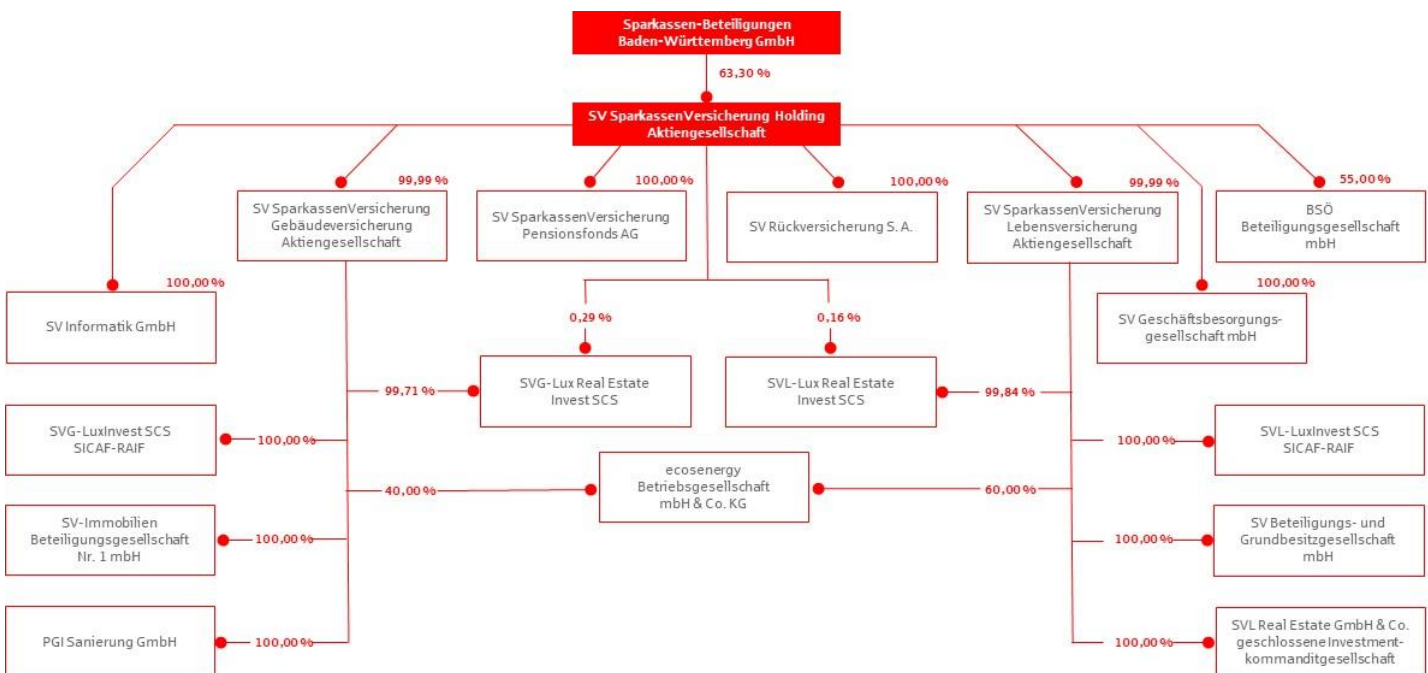 Sparkassen-Beteiligungen
Baden-Württemberg GmbH
63,30 %
SV SparkassenVersicherung Holding
Aktiengesellschaft
99,99 %
SV SparkassenVersicherung
Gebäudeversicherung
Aktiengesellschaft
100,00 %
SV SparkassenVersicherung
Pensionsfonds AG
100,00 %
SV Rückversicherung S. A.
99,99 %
SV SparkassenVersicherung
Lebensversicherung
Aktiengesellschaft
55,00 %
BSÖ
Beteiligungsgesellschaft
mbH
100,00 %
SV Informatik GmbH
100,00 %
SV Geschäftsbesorgungs-
gesellschaft mbH
0,29 %
0,16 %
99,71 %
SVG-Lux Real Estate
Invest SCS
SVL-Lux Real Estate
Invest SCS
99,84 %
SVG-LuxInvest SCS
SICAF-RAIF
100,00 %
100,00 %
SVL-LuxInvest SCS
SICAF-RAIF
40,00 %
ecosenergy
Betriebsgesellschaft
mbH & Co. KG
60,00 %
SV-Immobilien
Beteiligungsgesellschaft
Nr. 1 mbH
100,00 %
100,00 %
SV Beteiligungs- und
Grundbesitzgesellschaft
mbH
PGI Sanierung GmbH
100,00 %
100,00 %
SVL Real Estate GmbH & Co.
geschlossene Investment-
kommanditgesellschaft